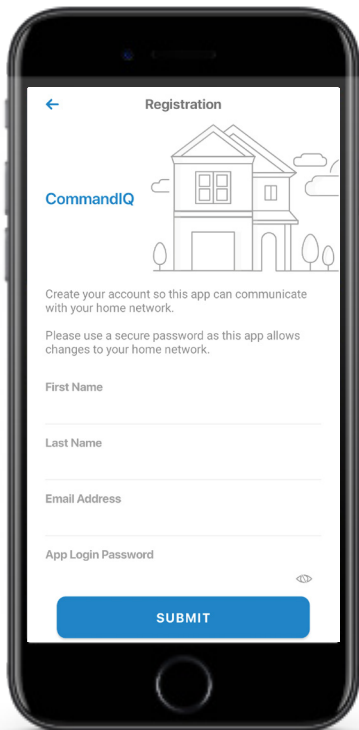 Registration
CommandIQ
Create your account so this app can communicate
with your home network.
Please use a secure password as this app allows
changes to your home network.
First Name
Last Name
Email Address
App Login Password
SUBMIT